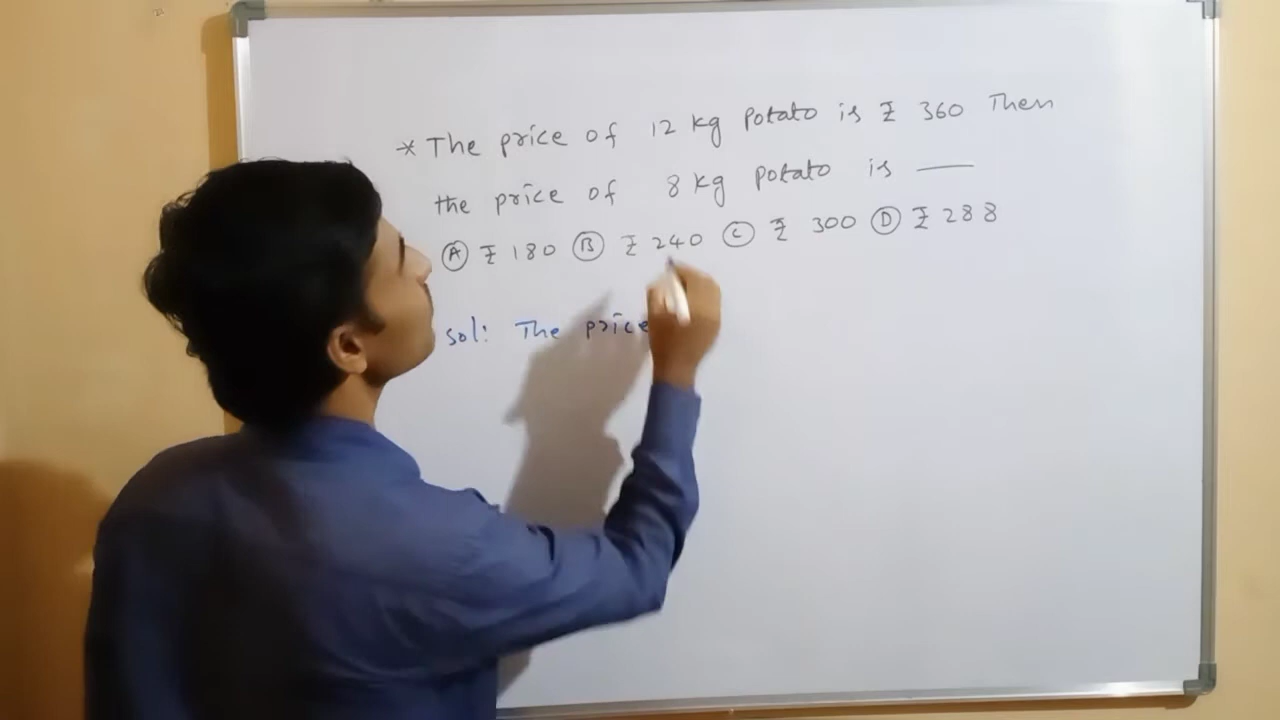 * The price of 12 kg Potato is ₹ 360 Then
the price of 8 kg potato is —
(A) ₹ 180 (B) ₹ 240 (C) ₹ 300 (D) ₹ 288
sol: The price